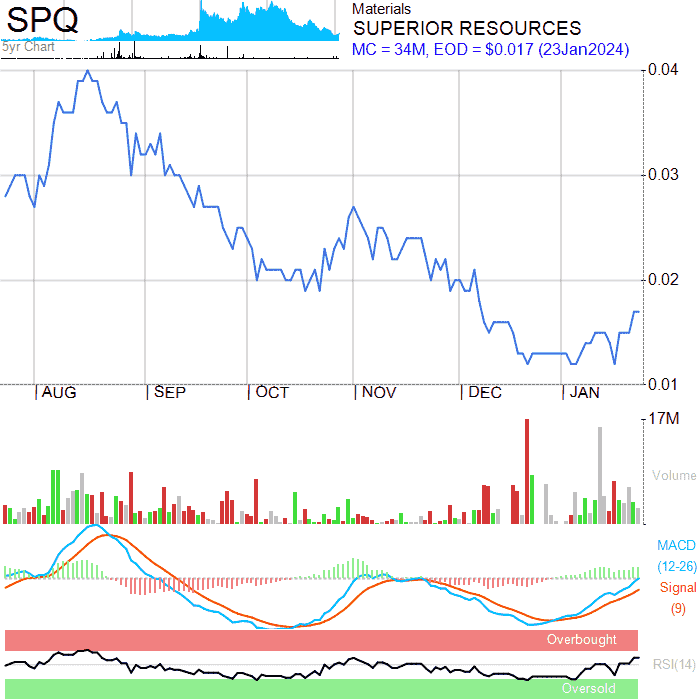 SPQ
5yr Chart
Materials
SUPERIOR RESOURCES
MC = 34M, EOD = $0.017 (23Jan2024)
0.04
0.03
0.02
0.01
AUG SEP OCT NOV DEC JAN
17M
Volume
MACD
(12-26)
Signal
(9)
Overbought
RSI(14)
Oversold